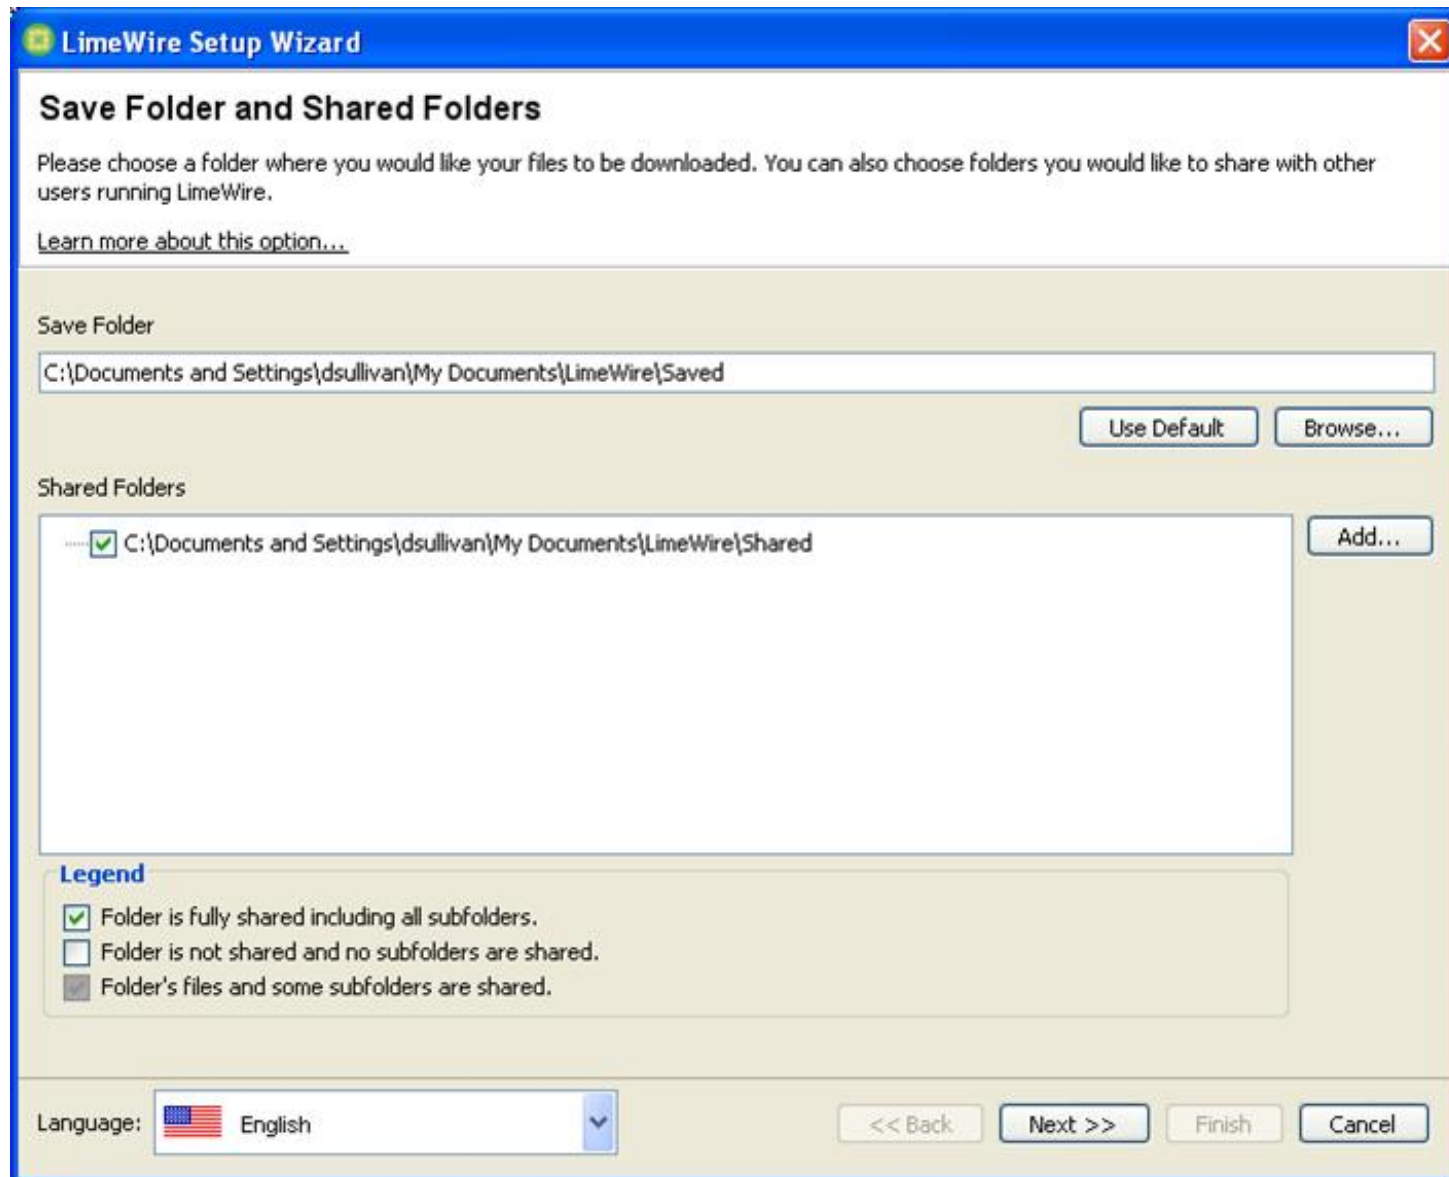 LimeWire Setup Wizard
Save Folder and Shared Folders
Please choose a folder where you would like your files to be downloaded. You can also choose folders you would like to share with other
users running LimeWire.
Learn more about this option...
Save Folder
C:\Documents and Settings\dsullivan\My Documents\LimeWire\Saved
Use Default Browse...
Shared Folders
C:\Documents and Settings\dsullivan\My Documents\LimeWire\Shared
Add...
Legend
Folder is fully shared including all subfolders.
Folder is not shared and no subfolders are shared.
Folder's files and some subfolders are shared.
Language: English << Back Next >> Finish Cancel